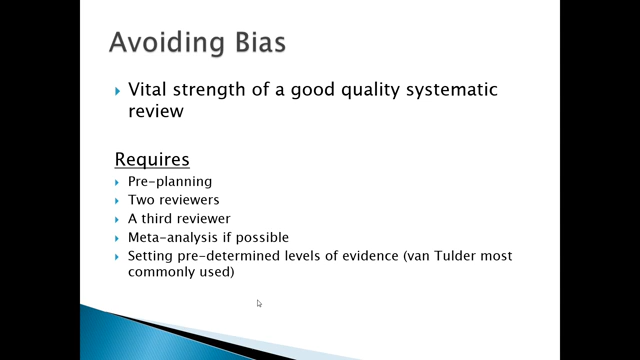 Avoiding Bias
Vital strength of a good quality systematic
review
Requires
Pre-planning
Two reviewers
A third reviewer
Meta-analysis if possible
Setting pre-determined levels of evidence (van Tulder most
commonly used)